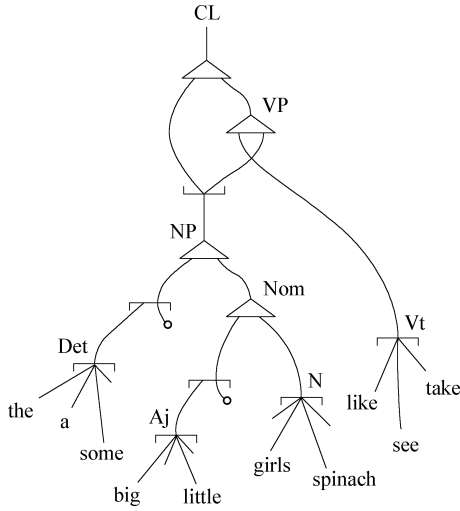 CL
VP
NP
Nom
Det
Vt
the
a
some
Aj
N
like
take
see
big
little
girls
spinach